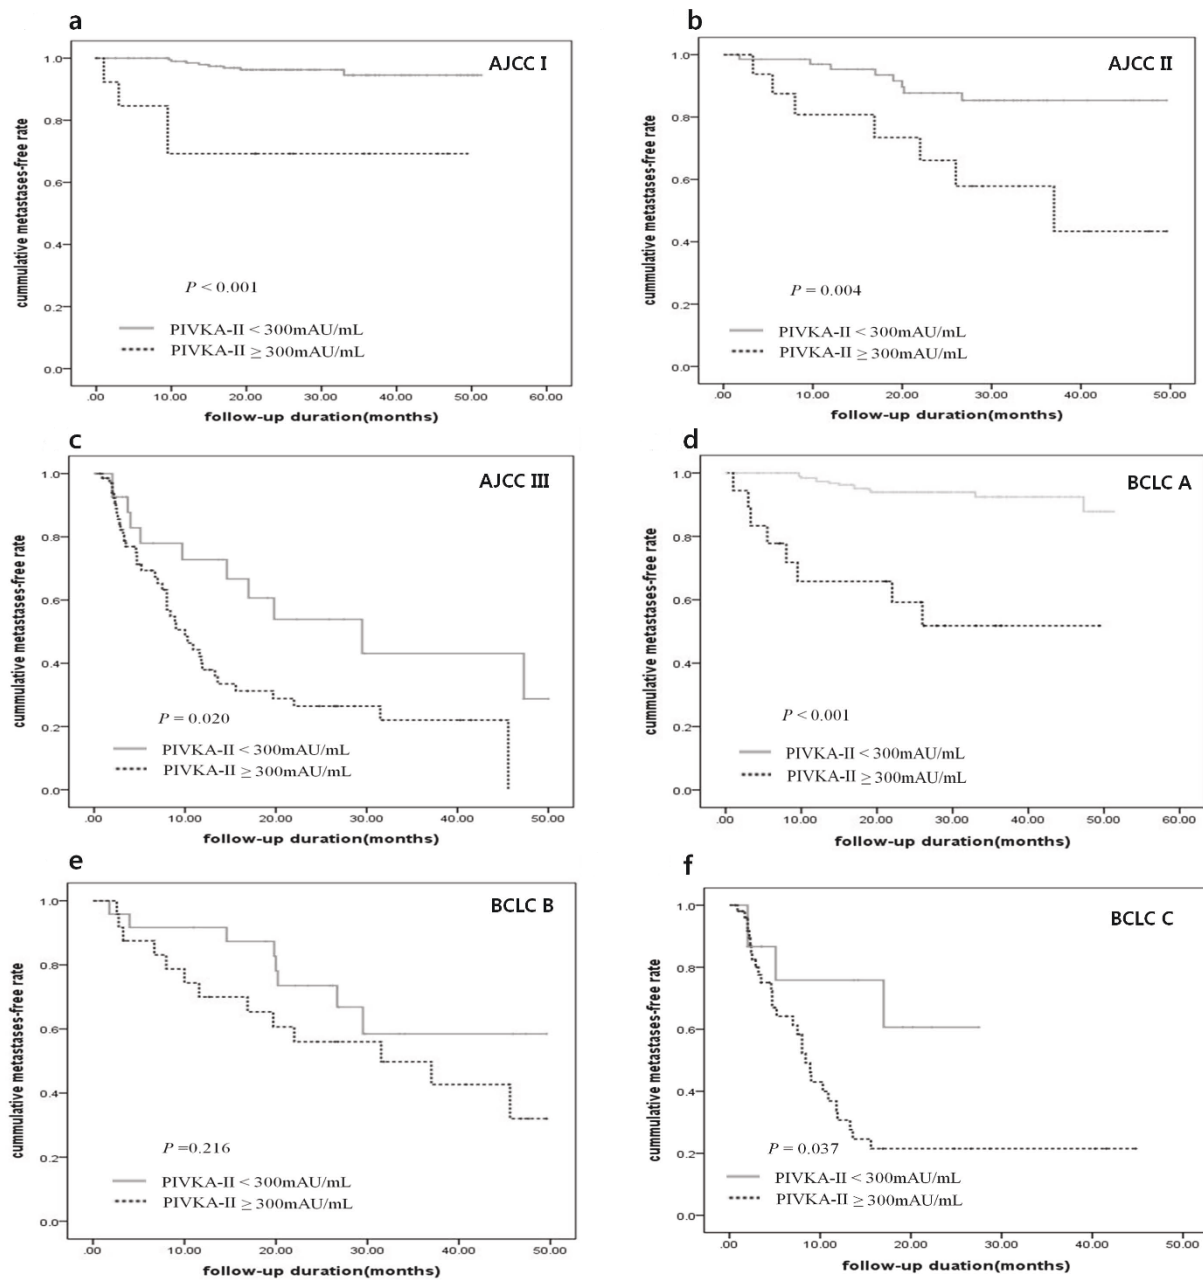 a
AJCC I
cummulative metastases-free rate
1.0
0.8
0.6
0.4
0.2
0.0
P < 0.001
PIVKA-II < 300mAU/mL
PIVKA-II ≥ 300mAU/mL
.00 10.00 20.00 30.00 40.00 50.00 60.00
follow-up duration(months)
b
AJCC II
cummulative metastases-free rate
1.0
0.8
0.6
0.4
0.2
0.0
P = 0.004
PIVKA-II < 300mAU/mL
PIVKA-II ≥ 300mAU/mL
.00 10.00 20.00 30.00 40.00 50.00
follow-up duration(months)
c
AJCC III
cummulative metastases-free rate
1.0
0.8
0.6
0.4
0.2
0.0
P = 0.020
PIVKA-II < 300mAU/mL
PIVKA-II ≥ 300mAU/mL
.00 10.00 20.00 30.00 40.00 50.00
follow-up duration(months)
d
BCLC A
cummulative metastases-free rate
1.0
0.8
0.6
0.4
0.2
0.0
P < 0.001
PIVKA-II < 300mAU/mL
PIVKA-II ≥ 300mAU/mL
.00 10.00 20.00 30.00 40.00 50.00 60.00
follow-up duration(months)
e
BCLC B
cummulative metastases-free rate
1.0
0.8
0.6
0.4
0.2
0.0
P =0.216
PIVKA-II < 300mAU/mL
PIVKA-II ≥ 300mAU/mL
.00 10.00 20.00 30.00 40.00 50.00
follow-up duration(months)
f
BCLC C
cummulative metastases-free rate
1.0
0.8
0.6
0.4
0.2
0.0
P = 0.037
PIVKA-II < 300mAU/mL
PIVKA-II ≥ 300mAU/mL
.00 10.00 20.00 30.00 40.00 50.00
follow-up duation(months)